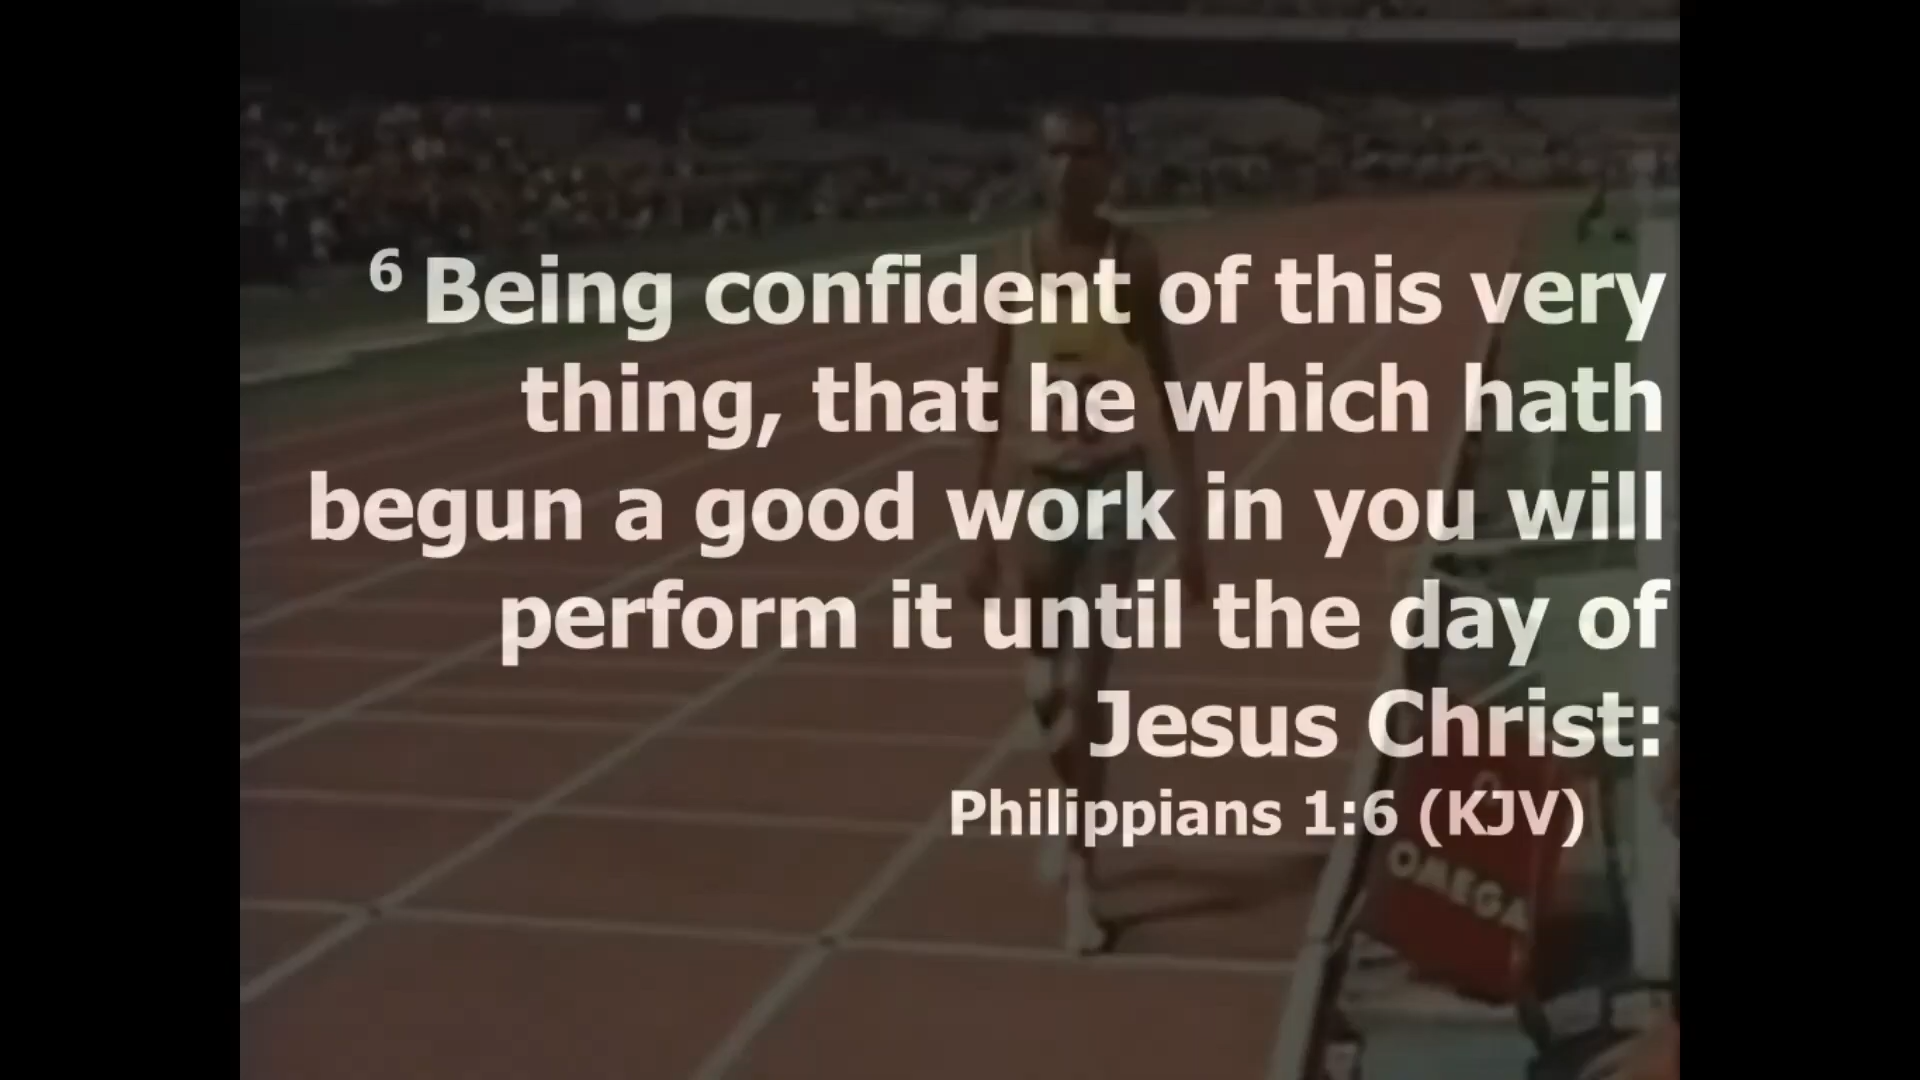 6 Being confident of this very
thing, that he which hath
begun a good work in you will
perform it until the day of
Jesus Christ:
Philippians 1:6 (KJV)
OMEGA